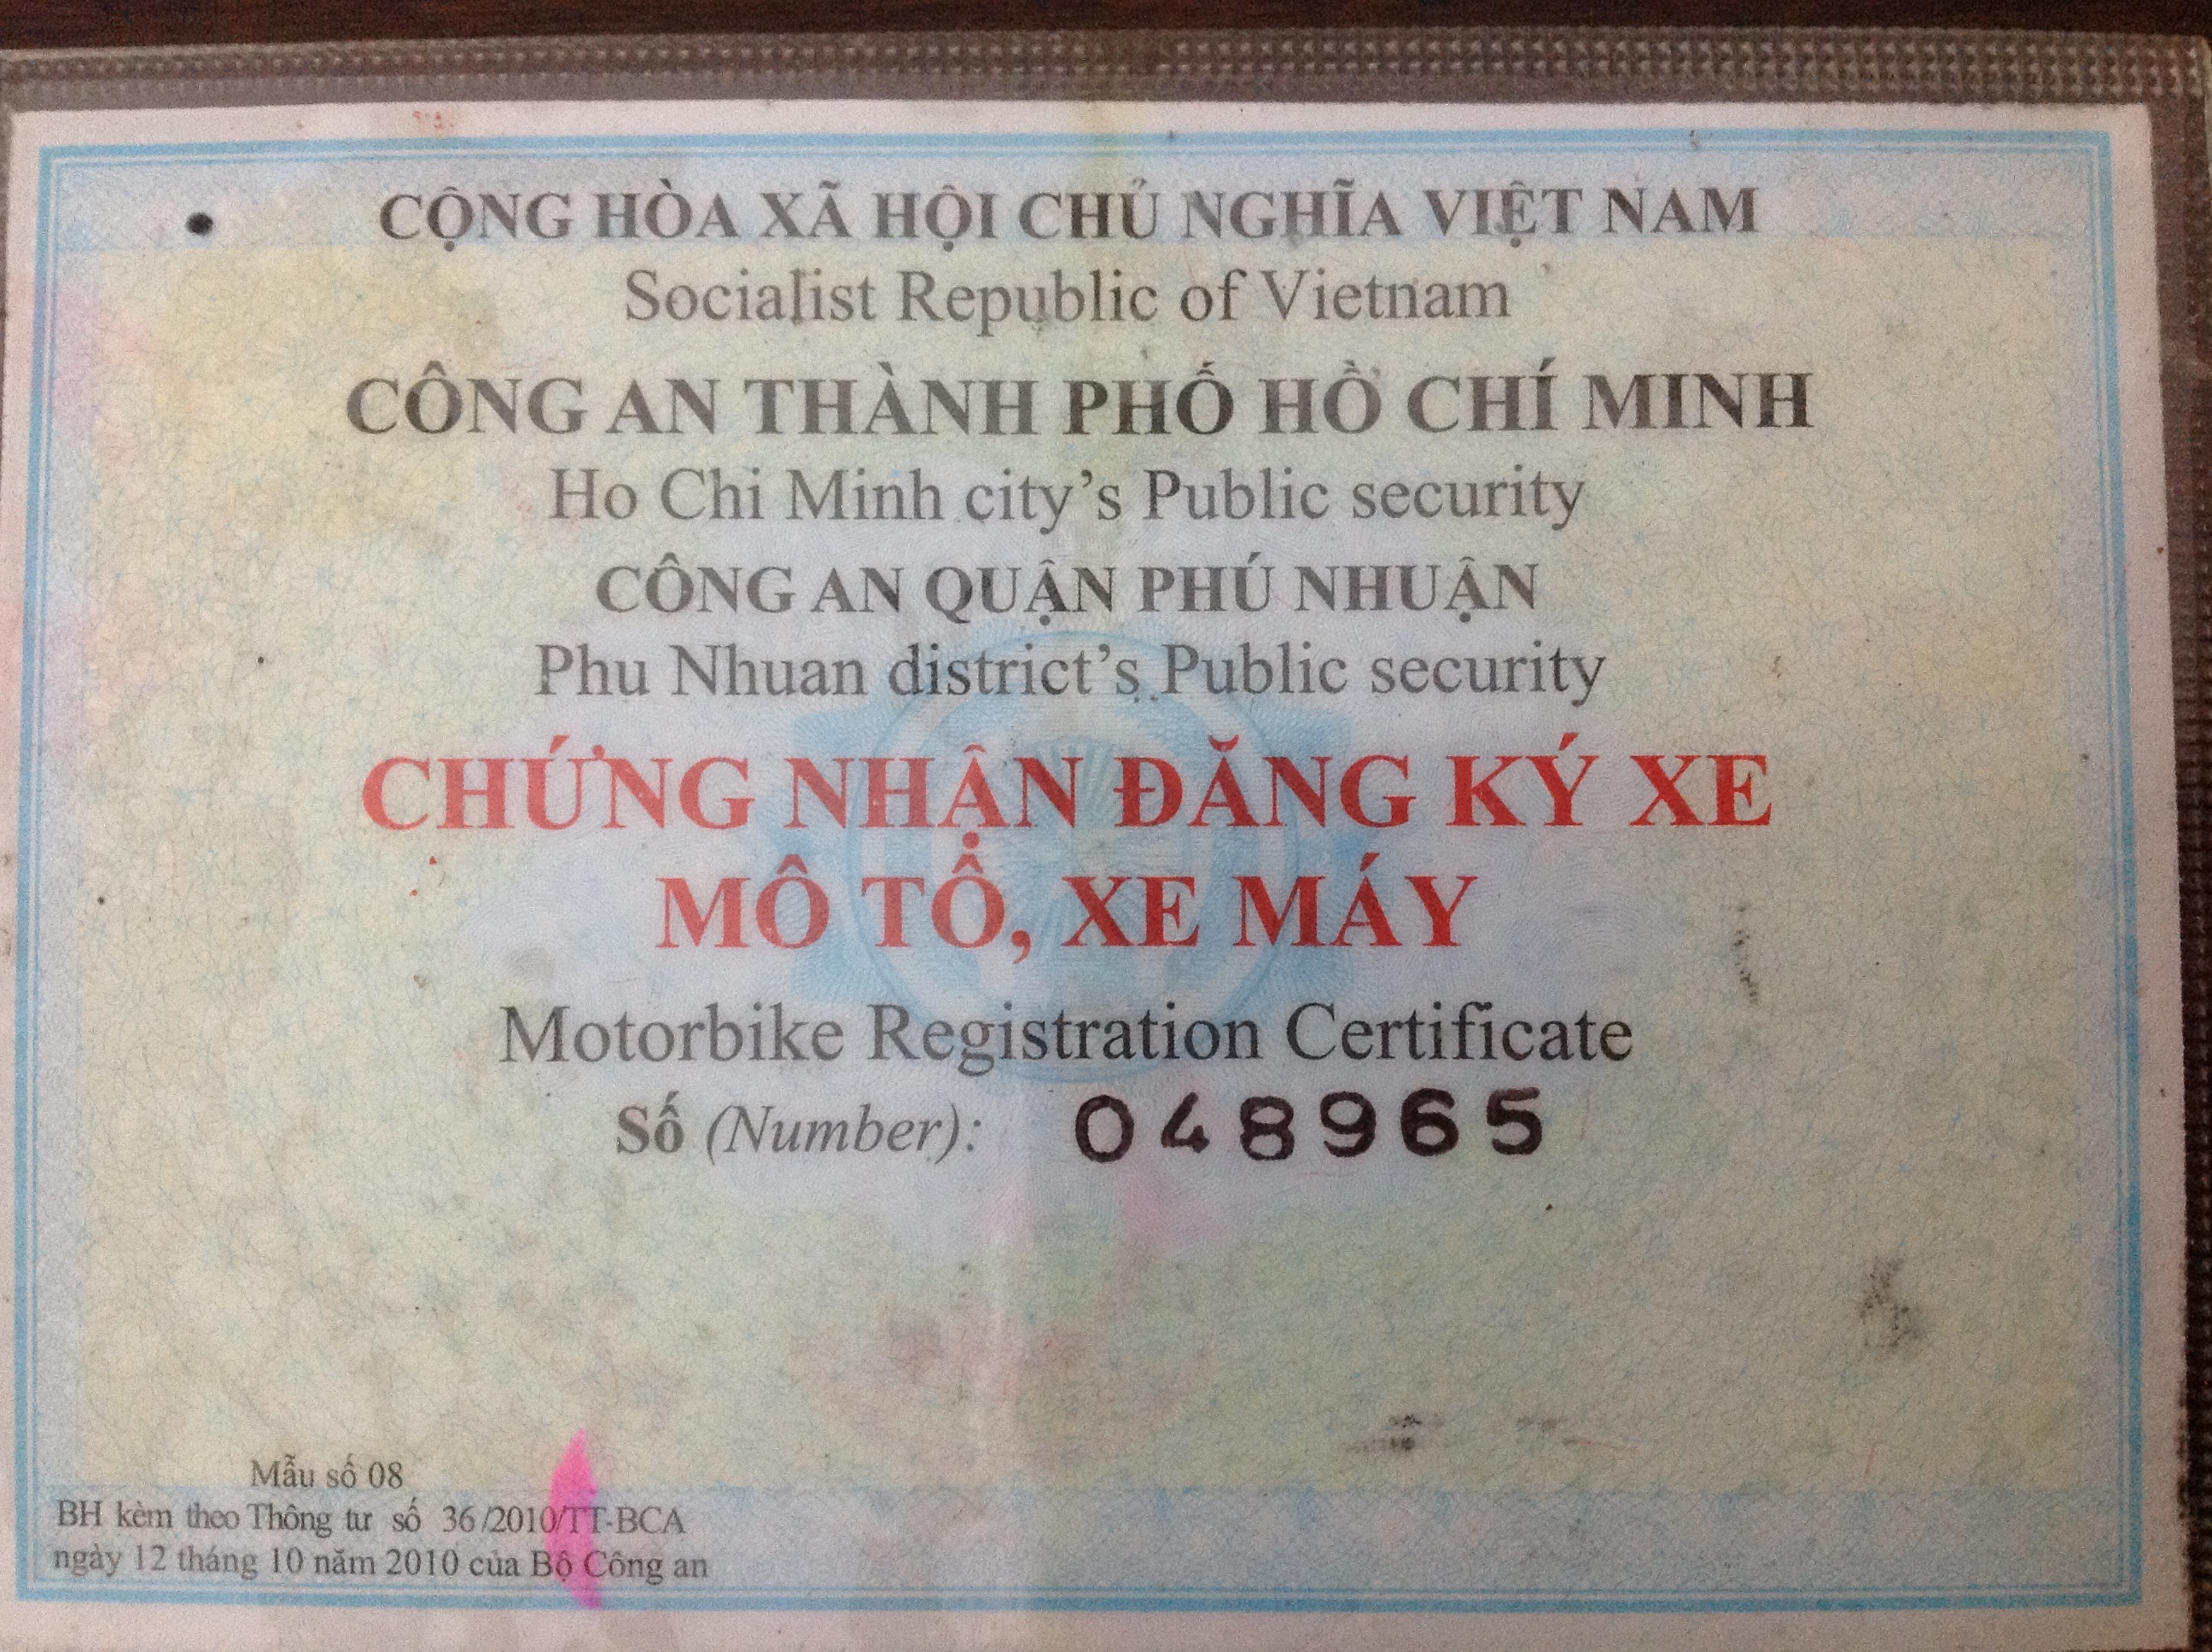 CỘNG HÒA XÃ HỘI CHỦ NGHĨA VIỆT NAM
Socialist Republic of Vietnam
CÔNG AN THÀNH PHỐ HỒ CHÍ MINH
Ho Chi Minh city’s Public security
CÔNG AN QUẬN PHÚ NHUẬN
Phu Nhuan district’s Public security
CHỨNG NHẬN ĐĂNG KÝ XE
MÔ TÔ, XE MÁY
Motorbike Registration Certificate
Số (Number): 048965
Mẫu số 08
BH kèm theo Thông tư số 36/2010/TT-BCA
ngày 12 tháng 10 năm 2010 của Bộ Công an